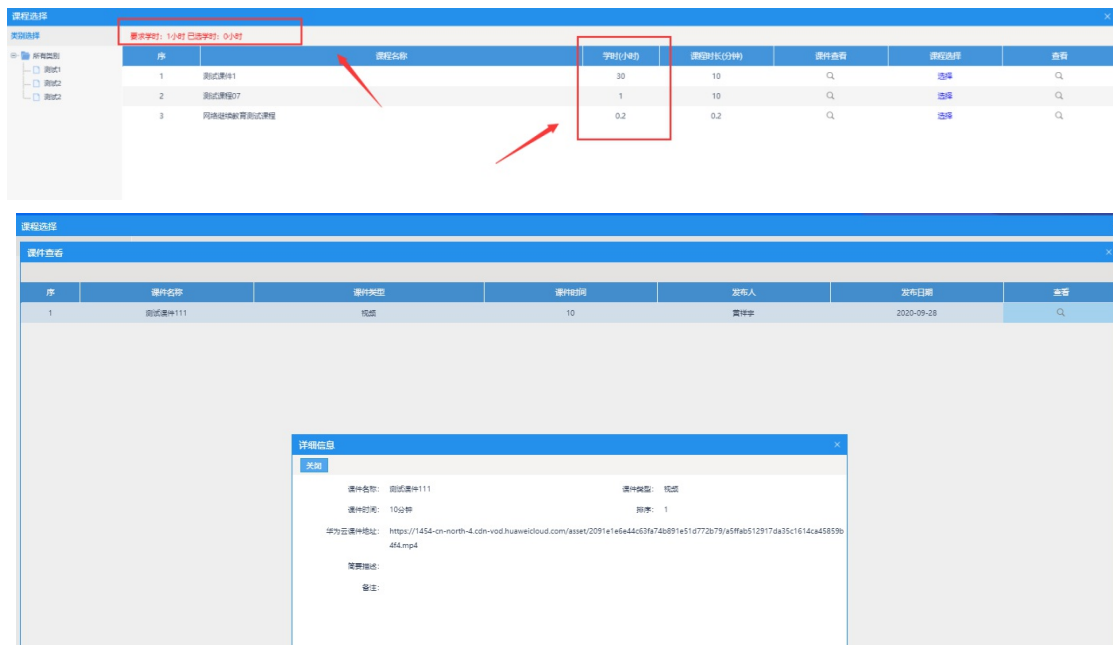 课程选择
类别选择
要求学时：1小时 已选学时：0小时
所有类别
测试1
测试2
测试2
序 课程名称 学时(小时) 课程时长(分钟) 课件查看 课程选择 查看
1 测试课件1 30 10 选择
2 测试课程07 1 10 选择
3 网络继续教育测试课程 0.2 0.2 选择
课程选择
课件查看
序 课件名称 课件类型 课件时间 发布人 发布日期 查看
1 测试课件111 视频 10 黄祥宇 2020-09-28
详细信息
关闭
课件名称： 测试课件111 课件类型： 视频
课件时间： 10分钟 排序： 1
华为云课件地址： https://1454-cn-north-4.cdn-vod.huaweicloud.com/asset/2091e1e6e44c63fa74b891e51d772b79/a5ffab512917da35c1614ca45859b
4f4.mp4
简要描述：
备注：